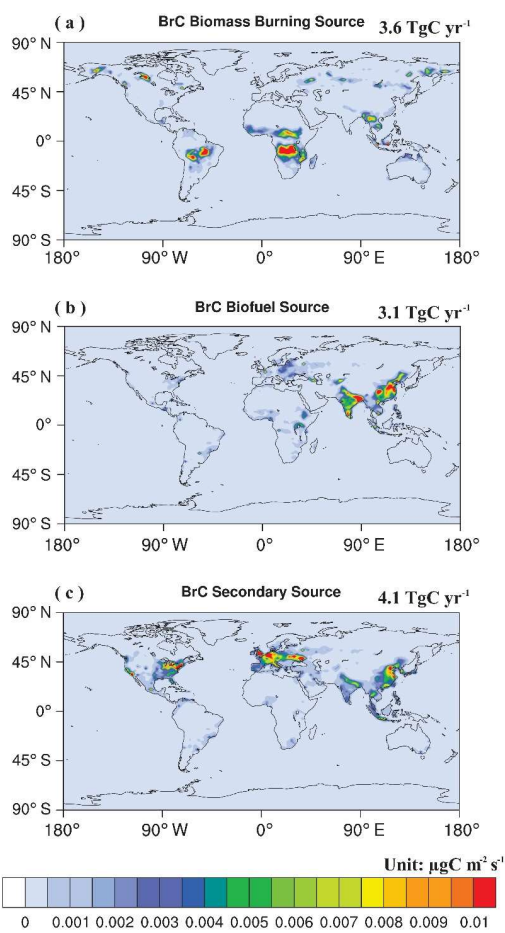 ( a ) BrC Biomass Burning Source 3.6 TgC yr⁻¹
90° N
45° N
0°
45° S
90° S
180° 90° W 0° 90° E 180°
( b ) BrC Biofuel Source 3.1 TgC yr⁻¹
90° N
45° N
0°
45° S
90° S
180° 90° W 0° 90° E 180°
( c ) BrC Secondary Source 4.1 TgC yr⁻¹
90° N
45° N
0°
45° S
90° S
180° 90° W 0° 90° E 180°
Unit: μgC m⁻² s⁻¹
0 0.001 0.002 0.003 0.004 0.005 0.006 0.007 0.008 0.009 0.01